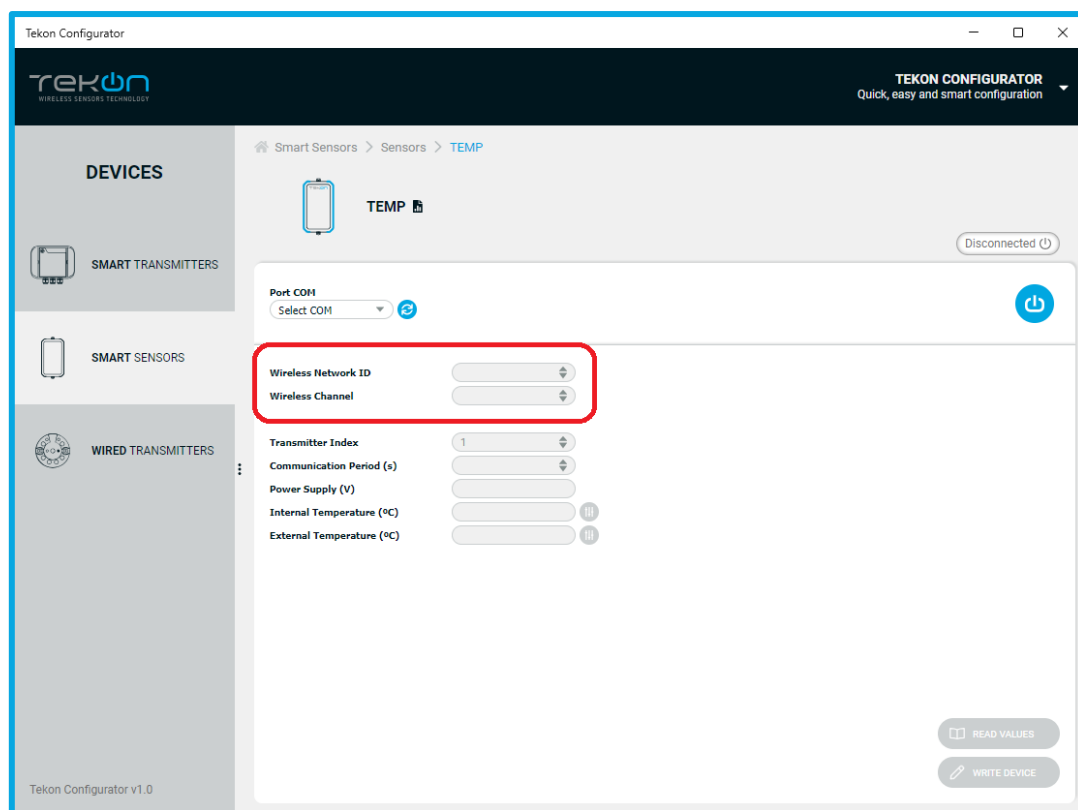 Tekon Configurator
TEKON
WIRELESS SENSORS TECHNOLOGY
TEKON CONFIGURATOR
Quick, easy and smart configuration
DEVICES
SMART TRANSMITTERS
SMART SENSORS
WIRED TRANSMITTERS
Tekon Configurator v1.0
Smart Sensors > Sensors > TEMP
TEMP
Disconnected
Port COM
Select COM
Wireless Network ID
Wireless Channel
Transmitter Index 1
Communication Period (s)
Power Supply (V)
Internal Temperature (ºC)
External Temperature (ºC)
READ VALUES
WRITE DEVICE